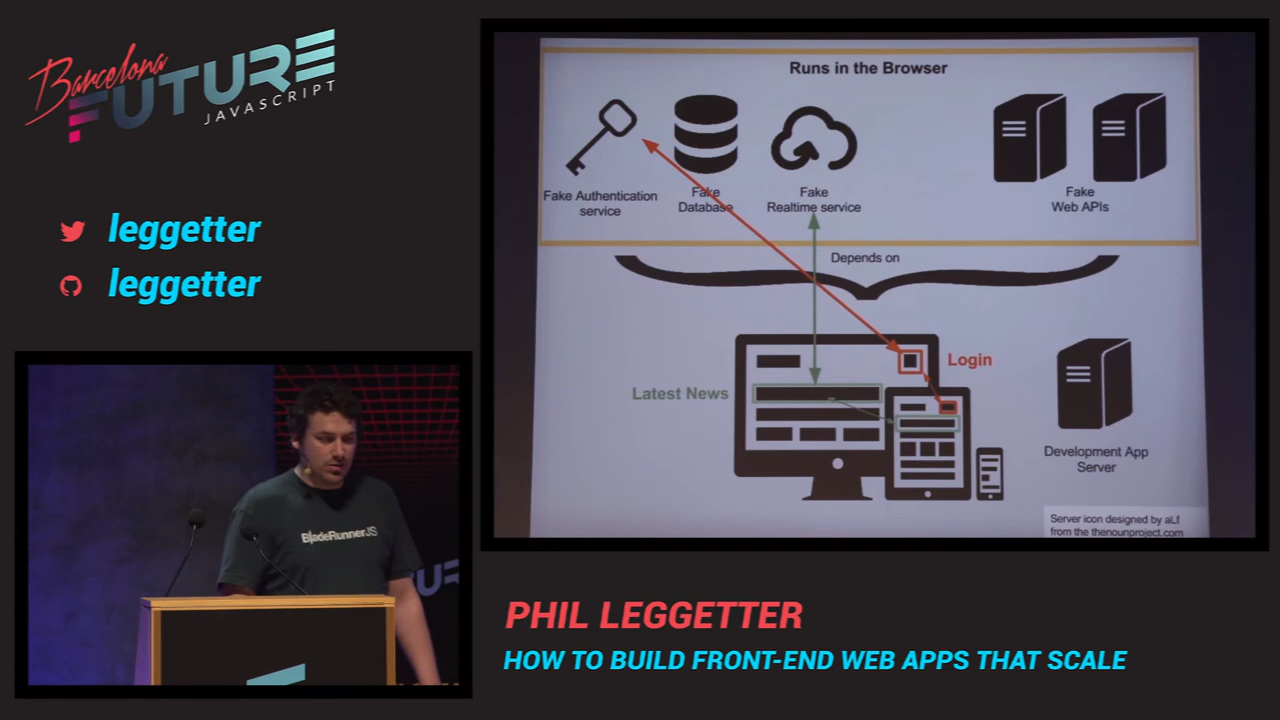 Barcelona
FUTURE
JAVASCRIPT
leggetter
leggetter
BladeRunnerJS
Runs in the Browser
Fake Authentication
service
Fake
Database
Fake
Realtime service
Fake
Web APIs
Depends on
Login
Latest News
Development App
Server
Server icon designed by aLf
from the thenounproject.com
PHIL LEGGETTER
HOW TO BUILD FRONT-END WEB APPS THAT SCALE